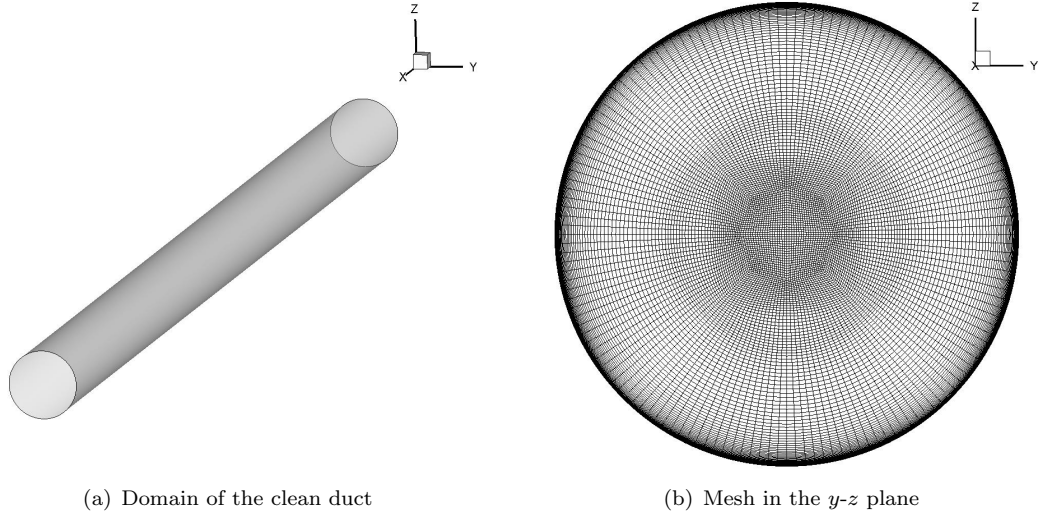 Z
Y
X
Z
Y
X
(a) Domain of the clean duct
(b) Mesh in the y-z plane